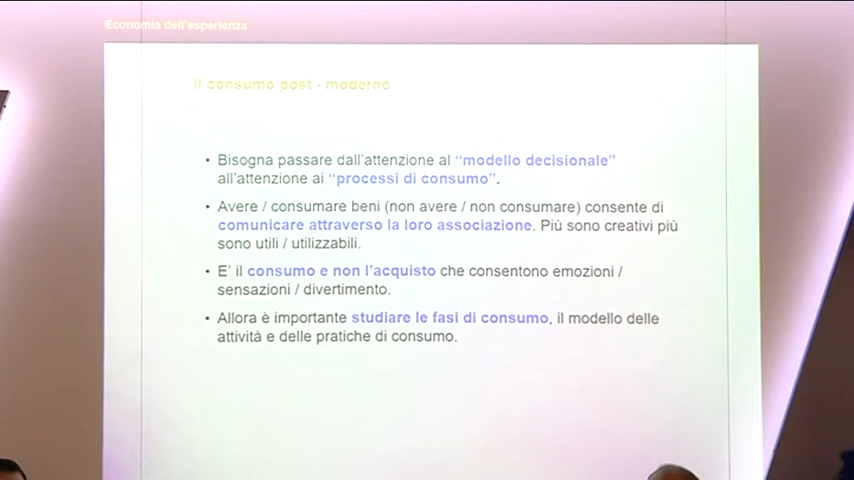 Economia dell'esperienza
Il consumo post - moderno
• Bisogna passare dall'attenzione al “modello decisionale”
all'attenzione ai “processi di consumo”.
• Avere / consumare beni (non avere / non consumare) consente di
comunicare attraverso la loro associazione. Più sono creativi più
sono utili / utilizzabili.
• E' il consumo e non l'acquisto che consentono emozioni /
sensazioni / divertimento.
• Allora è importante studiare le fasi di consumo, il modello delle
attività e delle pratiche di consumo.